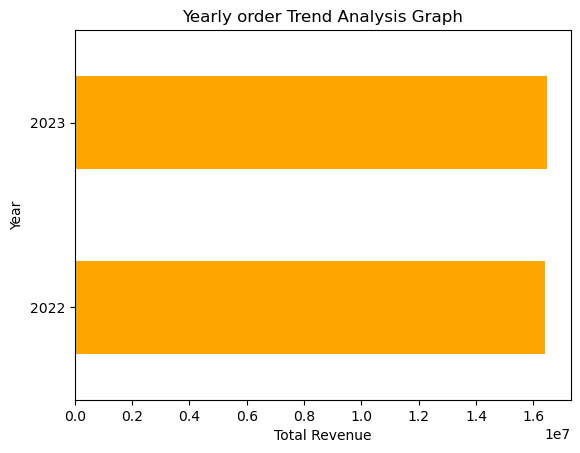 Yearly order Trend Analysis Graph
2023
Year
2022
0.0 0.2 0.4 0.6 0.8 1.0 1.2 1.4 1.6
1e7
Total Revenue